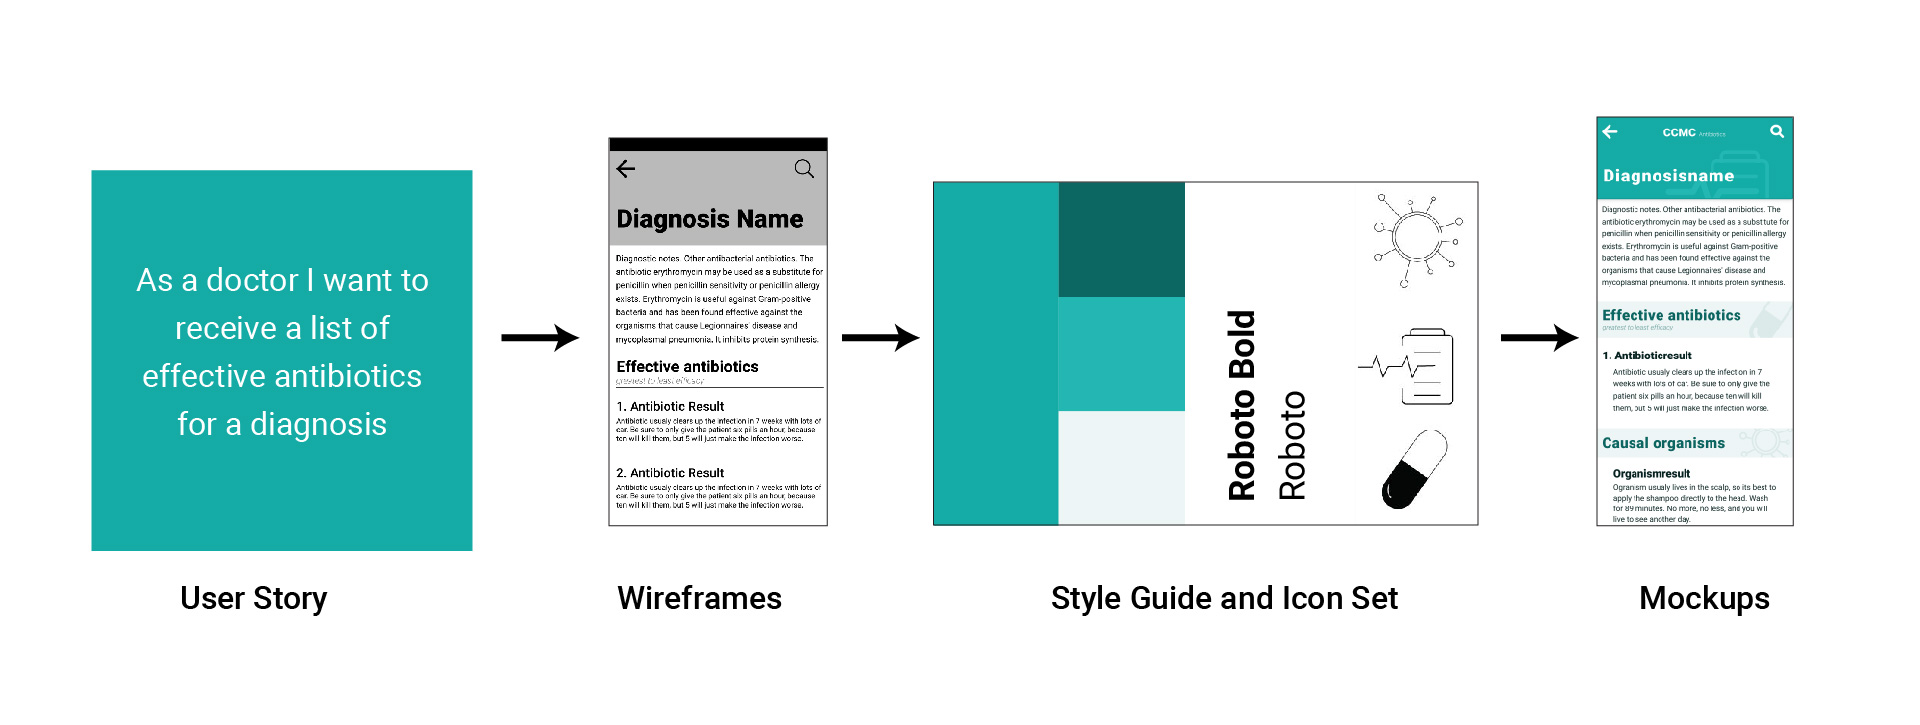 As a doctor I want to
receive a list of
effective antibiotics
for a diagnosis
User Story
Diagnosis Name
Diagnostic notes. Other antibacterial antibiotics. The
antibiotic erythromycin may be used as a substitute for
penicillin when penicillin sensitivity or penicillin allergy
exists. Erythromycin is useful against Gram-positive
bacteria and has been found effective against the
organisms that cause Legionnaires' disease and
mycoplasmal pneumonia. It inhibits protein synthesis.
Effective antibiotics
greatest to least efficacy
1. Antibiotic Result
Antibiotic usualy clears up the infection in 7 weeks with lots of
car. Be sure to only give the patient six pills an hour, because
ten will kill them, but 5 will just make the infection worse.
2. Antibiotic Result
Antibiotic usualy clears up the infection in 7 weeks with lots of
car. Be sure to only give the patient six pills an hour, because
ten will kill them, but 5 will just make the infection worse.
Wireframes
Roboto Bold
Roboto
Style Guide and Icon Set
CCMC Antibiotics
Diagnosisname
Diagnostic notes. Other antibacterial antibiotics. The
antibiotic erythromycin may be used as a substitute for
penicillin when penicillin sensitivity or penicillin allergy
exists. Erythromycin is useful against Gram-positive
bacteria and has been found effective against the
organisms that cause Legionnaires' disease and
mycoplasmal pneumonia. It inhibits protein synthesis.
Effective antibiotics
greatest to least efficacy
1. Antibioticresult
Antibiotic usualy clears up the infection in 7
weeks with lots of car. Be sure to only give the
patient six pills an hour, because ten will kill
them, but 5 will just make the infection worse.
Causal organisms
Organismresult
Ogranism usualy lives in the scalp, so its best to
apply the shampoo directly to the head. Wash
for 89 minutes. No more, no less, and you will
live to see another day.
Mockups